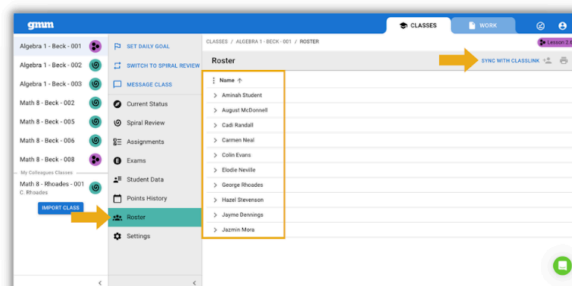 gmm
CLASSES
WORK
Algebra 1 - Beck - 001
Algebra 1 - Beck - 002
Algebra 1 - Beck - 003
Math 8 - Beck - 002
Math 8 - Beck - 005
Math 8 - Beck - 006
Math 8 - Beck - 008
My Colleagues Classes
Math 8 - Rhoades - 001
C. Rhoades
IMPORT CLASS
SET DAILY GOAL
SWITCH TO SPIRAL REVIEW
MESSAGE CLASS
Current Status
Spiral Review
Assignments
Exams
Student Data
Points History
Roster
Settings
CLASSES / ALGEBRA 1 - BECK - 001 / ROSTER
Roster
SYNC WITH CLASSLINK
Name
Aminah Student
August McDonnell
Cadi Randall
Carmen Neal
Colin Evans
Elodie Neville
George Rhoades
Hazel Stevenson
Jayme Dennings
Jazmin Mora